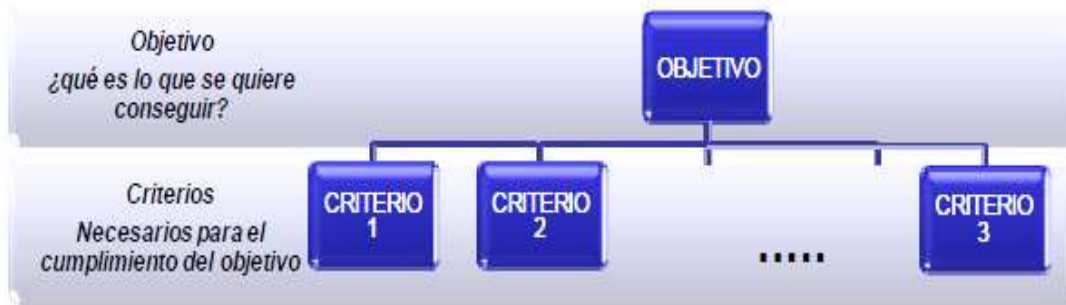 Objetivo
¿qué es lo que se quiere
conseguir?
OBJETIVO
Criterios
Necesarios para el
cumplimiento del objetivo
CRITERIO
1
CRITERIO
2
.....
CRITERIO
3